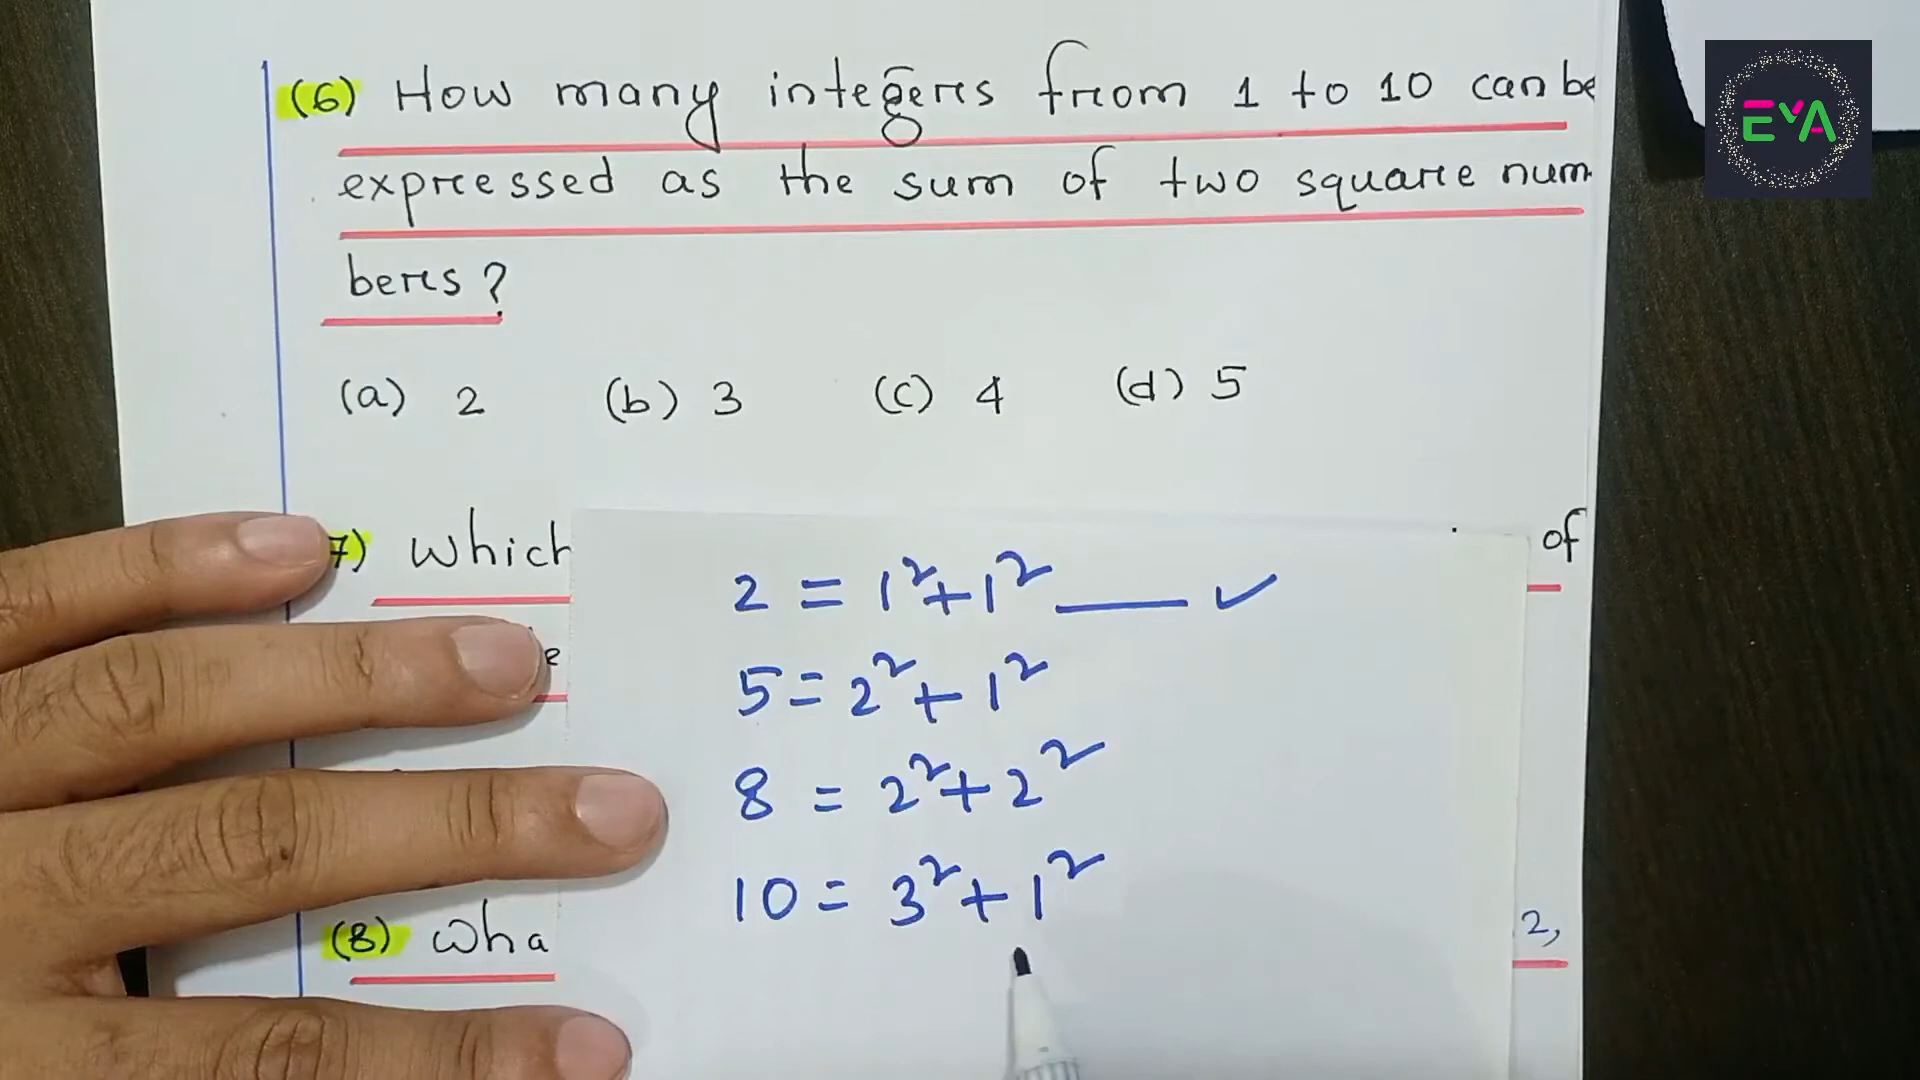 EYA
(6) How many integers from 1 to 10 can be
expressed as the sum of two square num
bers?
(a) 2 (b) 3 (c) 4 (d) 5
7) Which of
e
2 = 1²+1² ✓
5 = 2²+1²
8 = 2²+2²
10 = 3²+1²
(8) Wha 2,